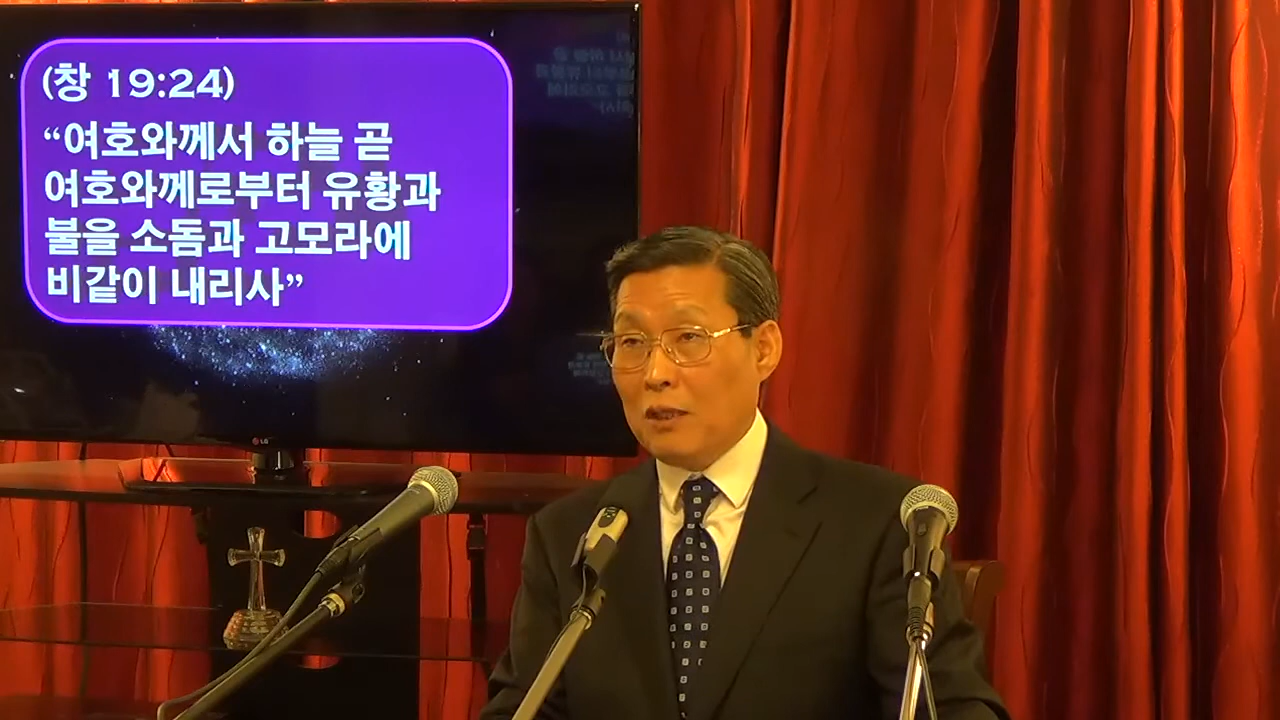 (창 19:24)
“여호와께서 하늘 곧
여호와께로부터 유황과
불을 소돔과 고모라에
비같이 내리사”
LG